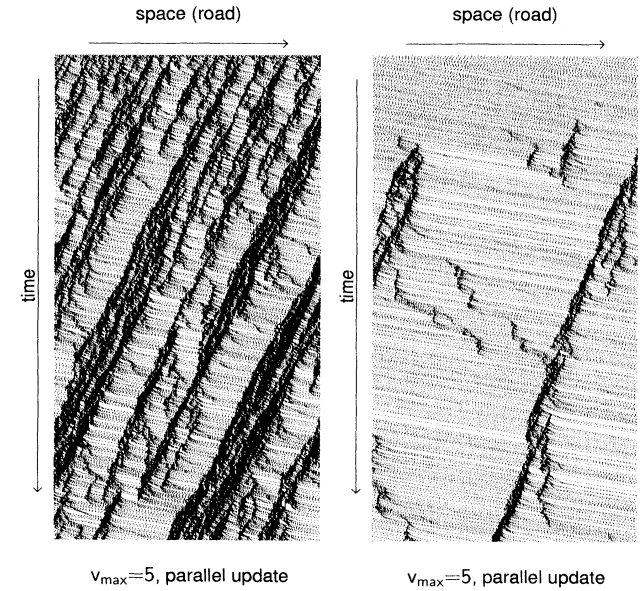 space (road)
space (road)
time
time
vmax=5, parallel update
vmax=5, parallel update